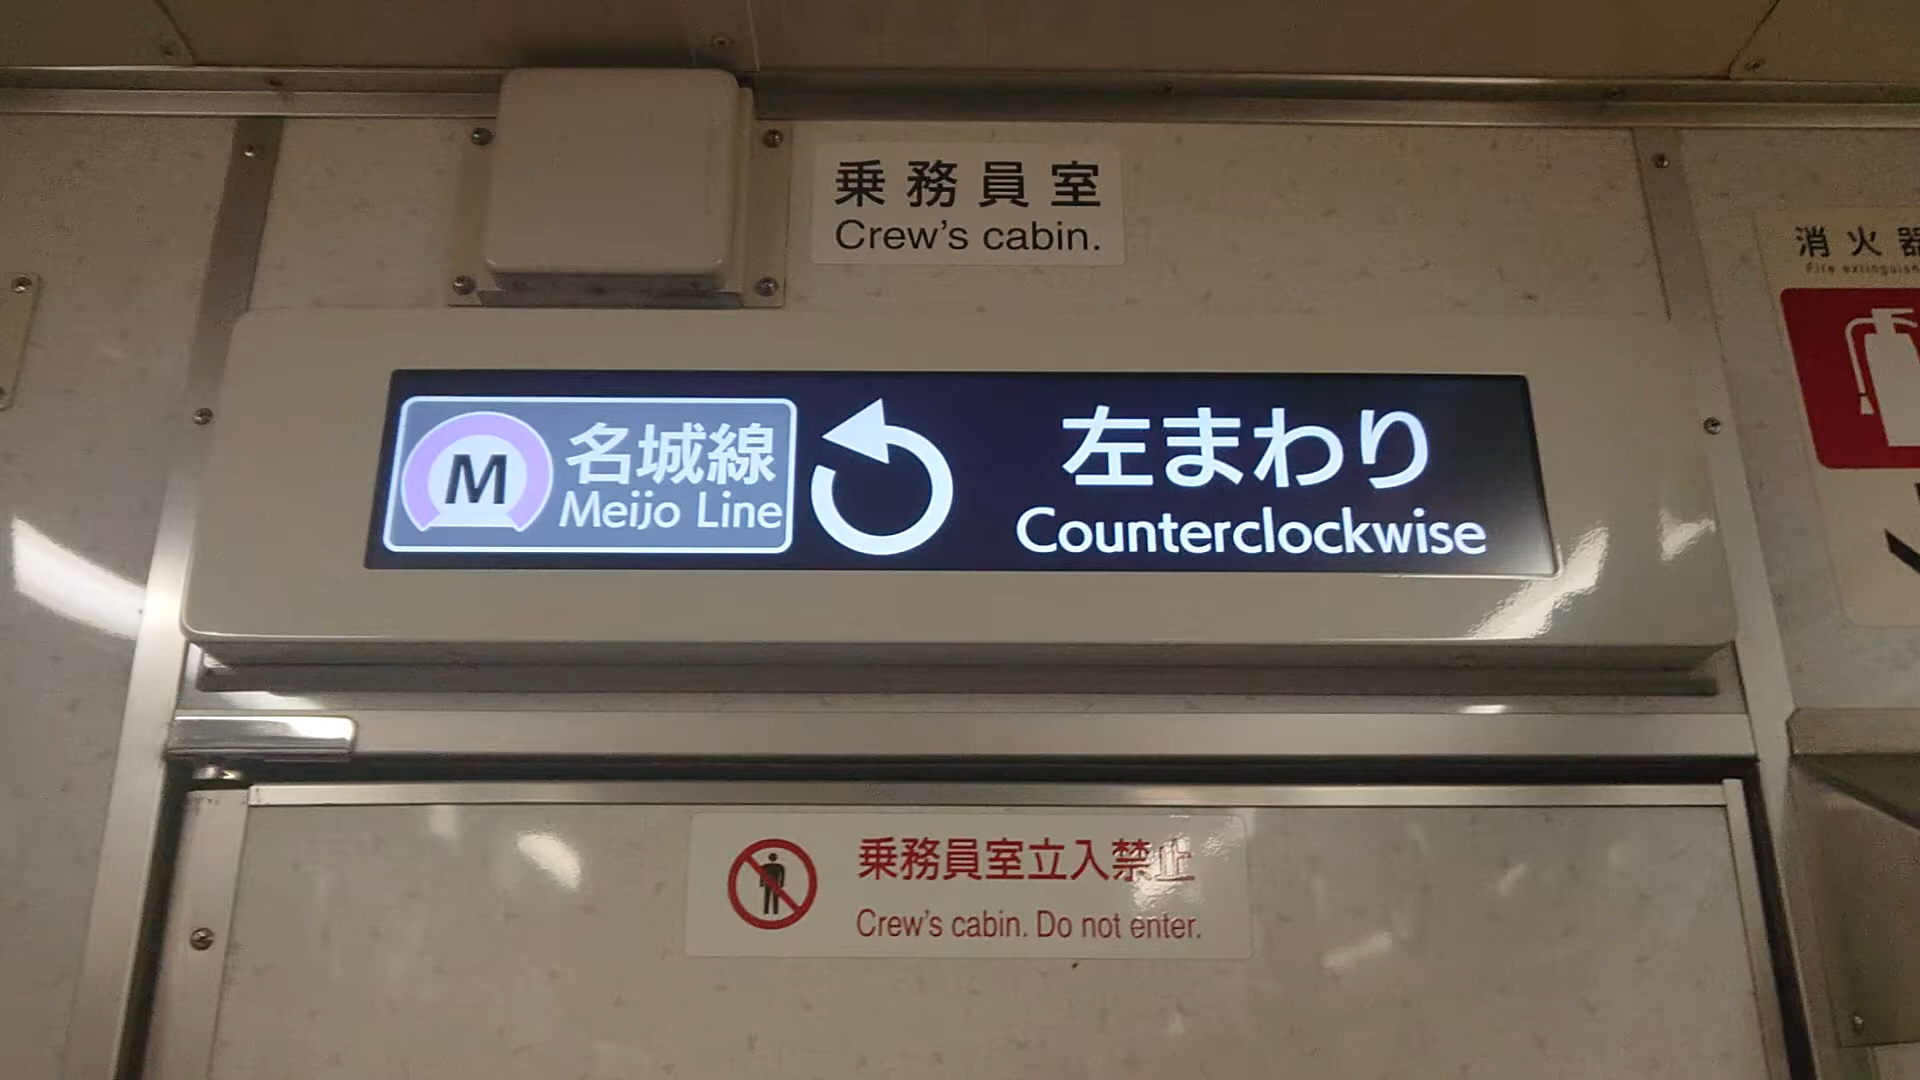 乗務員室
Crew's cabin.
消火器
Fire
M
名城線
Meijo Line
左まわり
Counterclockwise
乗務員室立入禁止
Crew's cabin. Do not enter.